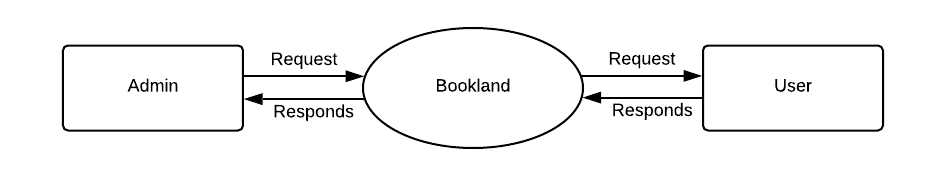 Request
Request
Admin
Bookland
User
Responds
Responds